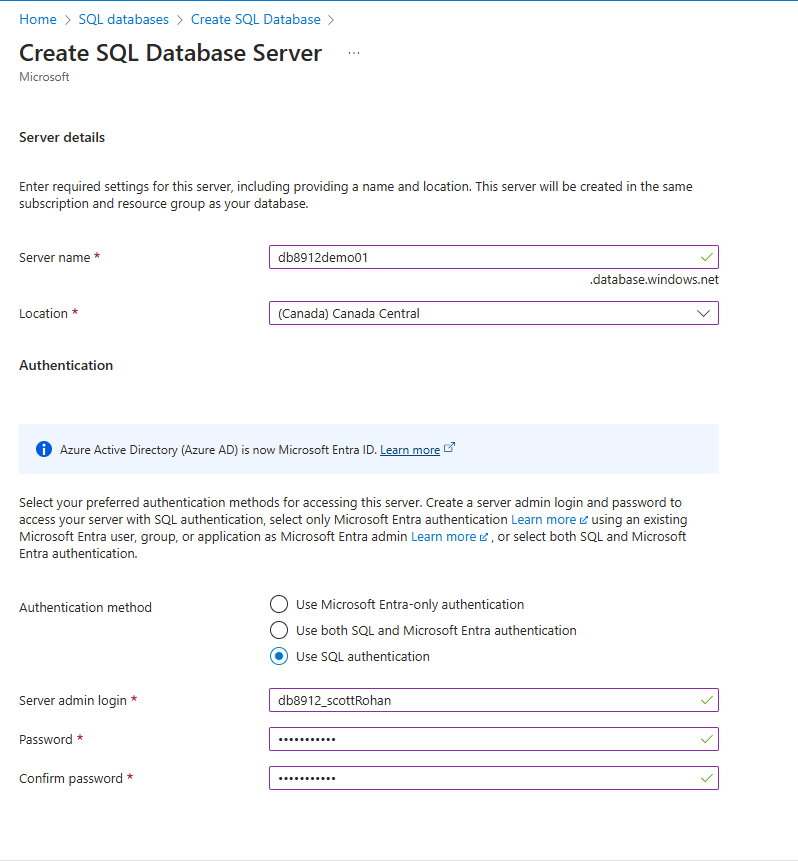 Home > SQL databases > Create SQL Database >
Create SQL Database Server ...
Microsoft
Server details
Enter required settings for this server, including providing a name and location. This server will be created in the same
subscription and resource group as your database.
Server name *
db8912demo01
.database.windows.net
Location *
(Canada) Canada Central
Authentication
Azure Active Directory (Azure AD) is now Microsoft Entra ID. Learn more
Select your preferred authentication methods for accessing this server. Create a server admin login and password to
access your server with SQL authentication, select only Microsoft Entra authentication Learn more using an existing
Microsoft Entra user, group, or application as Microsoft Entra admin Learn more , or select both SQL and Microsoft
Entra authentication.
Authentication method
Use Microsoft Entra-only authentication
Use both SQL and Microsoft Entra authentication
Use SQL authentication
Server admin login *
db8912_scottRohan
Password *
•••••••••••
Confirm password *
•••••••••••